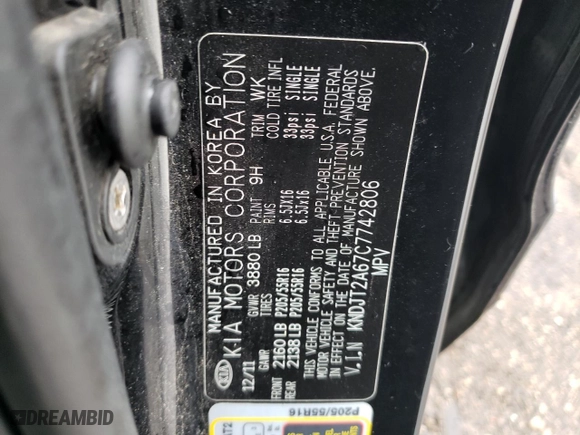 MANUFACTURED IN KOREA BY
KIA KIA MOTORS CORPORATION
12/11 GVWR 3880 LB PAINT 9H TRIM WK
GAWR TIRES RIMS COLD TIRE INFL
FRONT 2160 LB P205/55R16 6.5JX16 33psi SINGLE
REAR 2138 LB P205/55R16 6.5Jx16 33psi SINGLE
THIS VEHICLE CONFORMS TO ALL APPLICABLE U.S.A. FEDERAL
MOTOR VEHICLE SAFETY AND THEFT PREVENTION STANDARDS
IN EFFECT ON THE DATE OF MANUFACTURE SHOWN ABOVE.
V.I.N KNDJT2A67C7742806
MPV
P205/55R16
DREAMBID